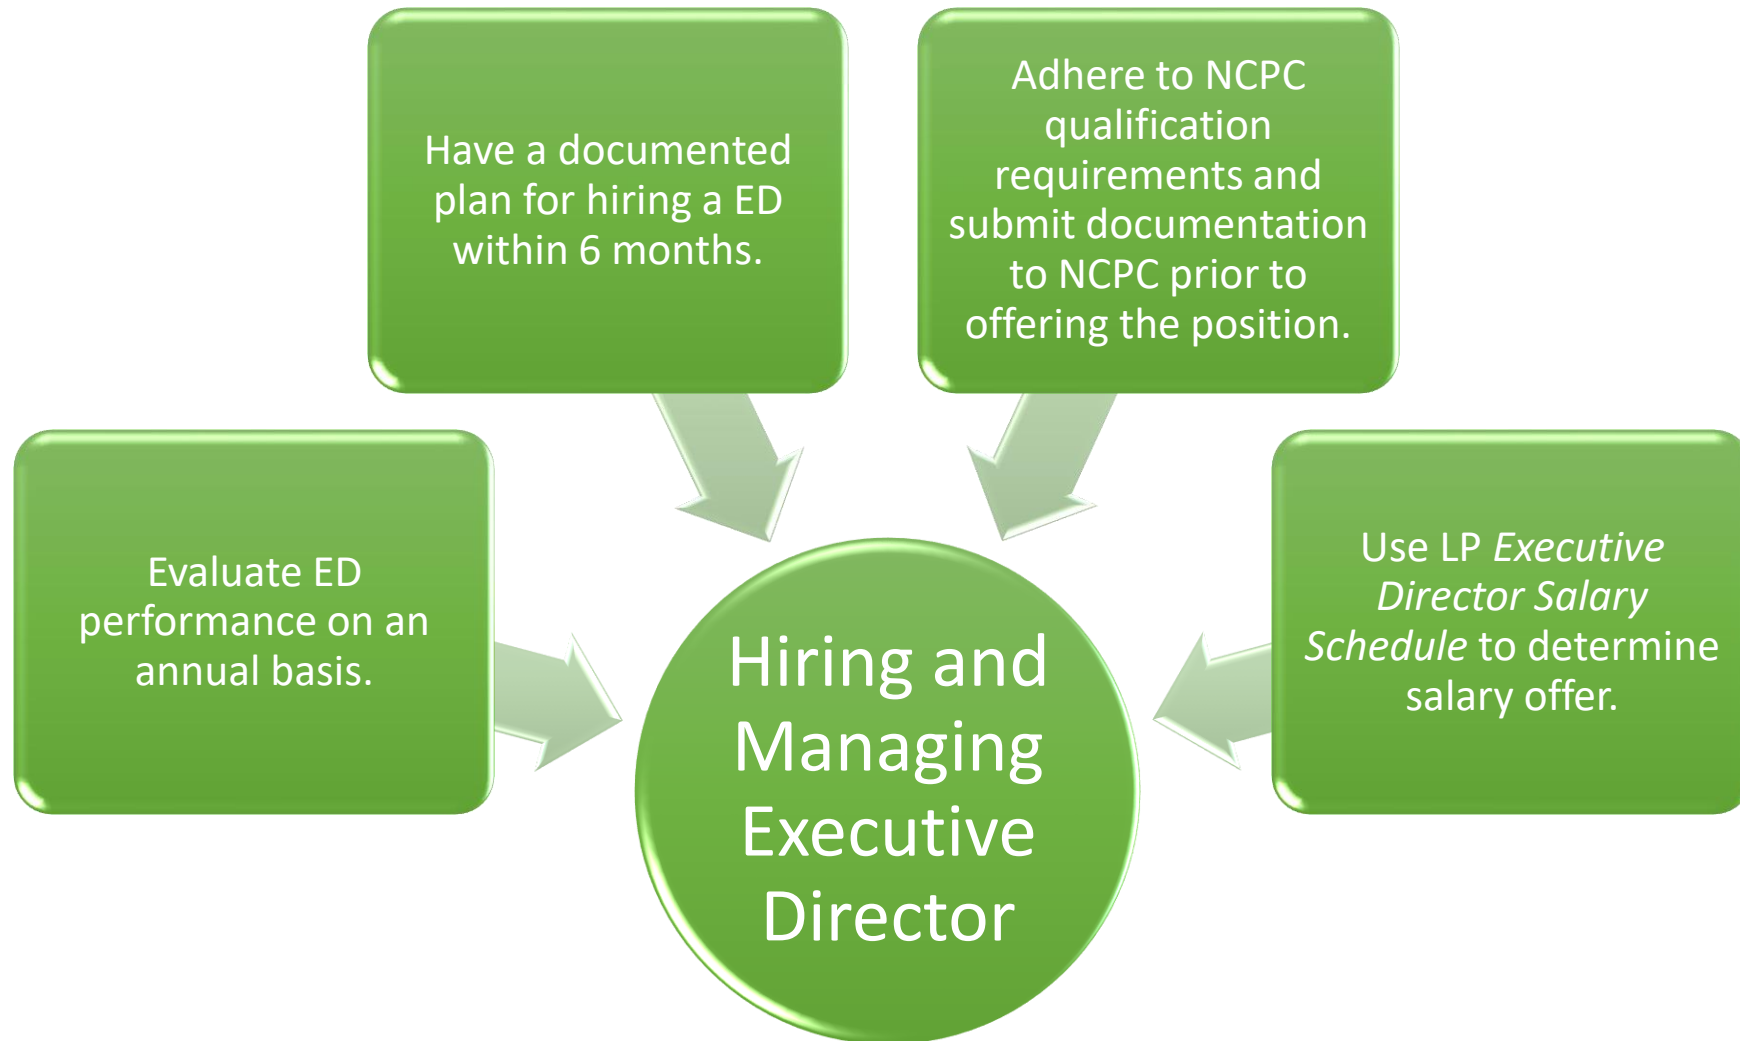 Have a documented
plan for hiring a ED
within 6 months.
Adhere to NCPC
qualification
requirements and
submit documentation
to NCPC prior to
offering the position.
Evaluate ED
performance on an
annual basis.
Use LP Executive
Director Salary
Schedule to determine
salary offer.
Hiring and
Managing
Executive
Director